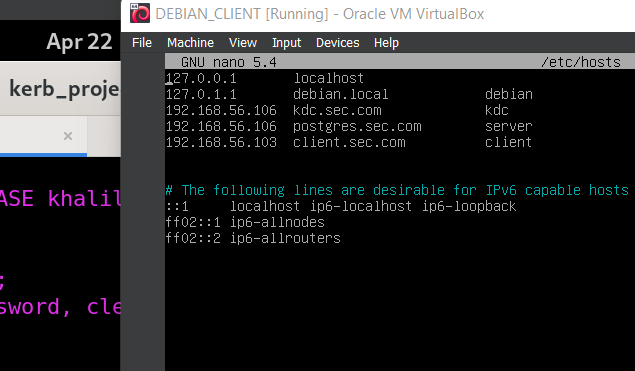 Apr 22
kerb_proje
×
ASE khalil
;
sword, cle
DEBIAN_CLIENT [Running] - Oracle VM VirtualBox
File Machine View Input Devices Help
GNU nano 5.4 /etc/hosts
127.0.0.1 localhost
127.0.1.1 debian.local debian
192.168.56.106 kdc.sec.com kdc
192.168.56.106 postgres.sec.com server
192.168.56.103 client.sec.com client
# The following lines are desirable for IPv6 capable hosts
::1 localhost ip6-localhost ip6-loopback
ff02::1 ip6-allnodes
ff02::2 ip6-allrouters